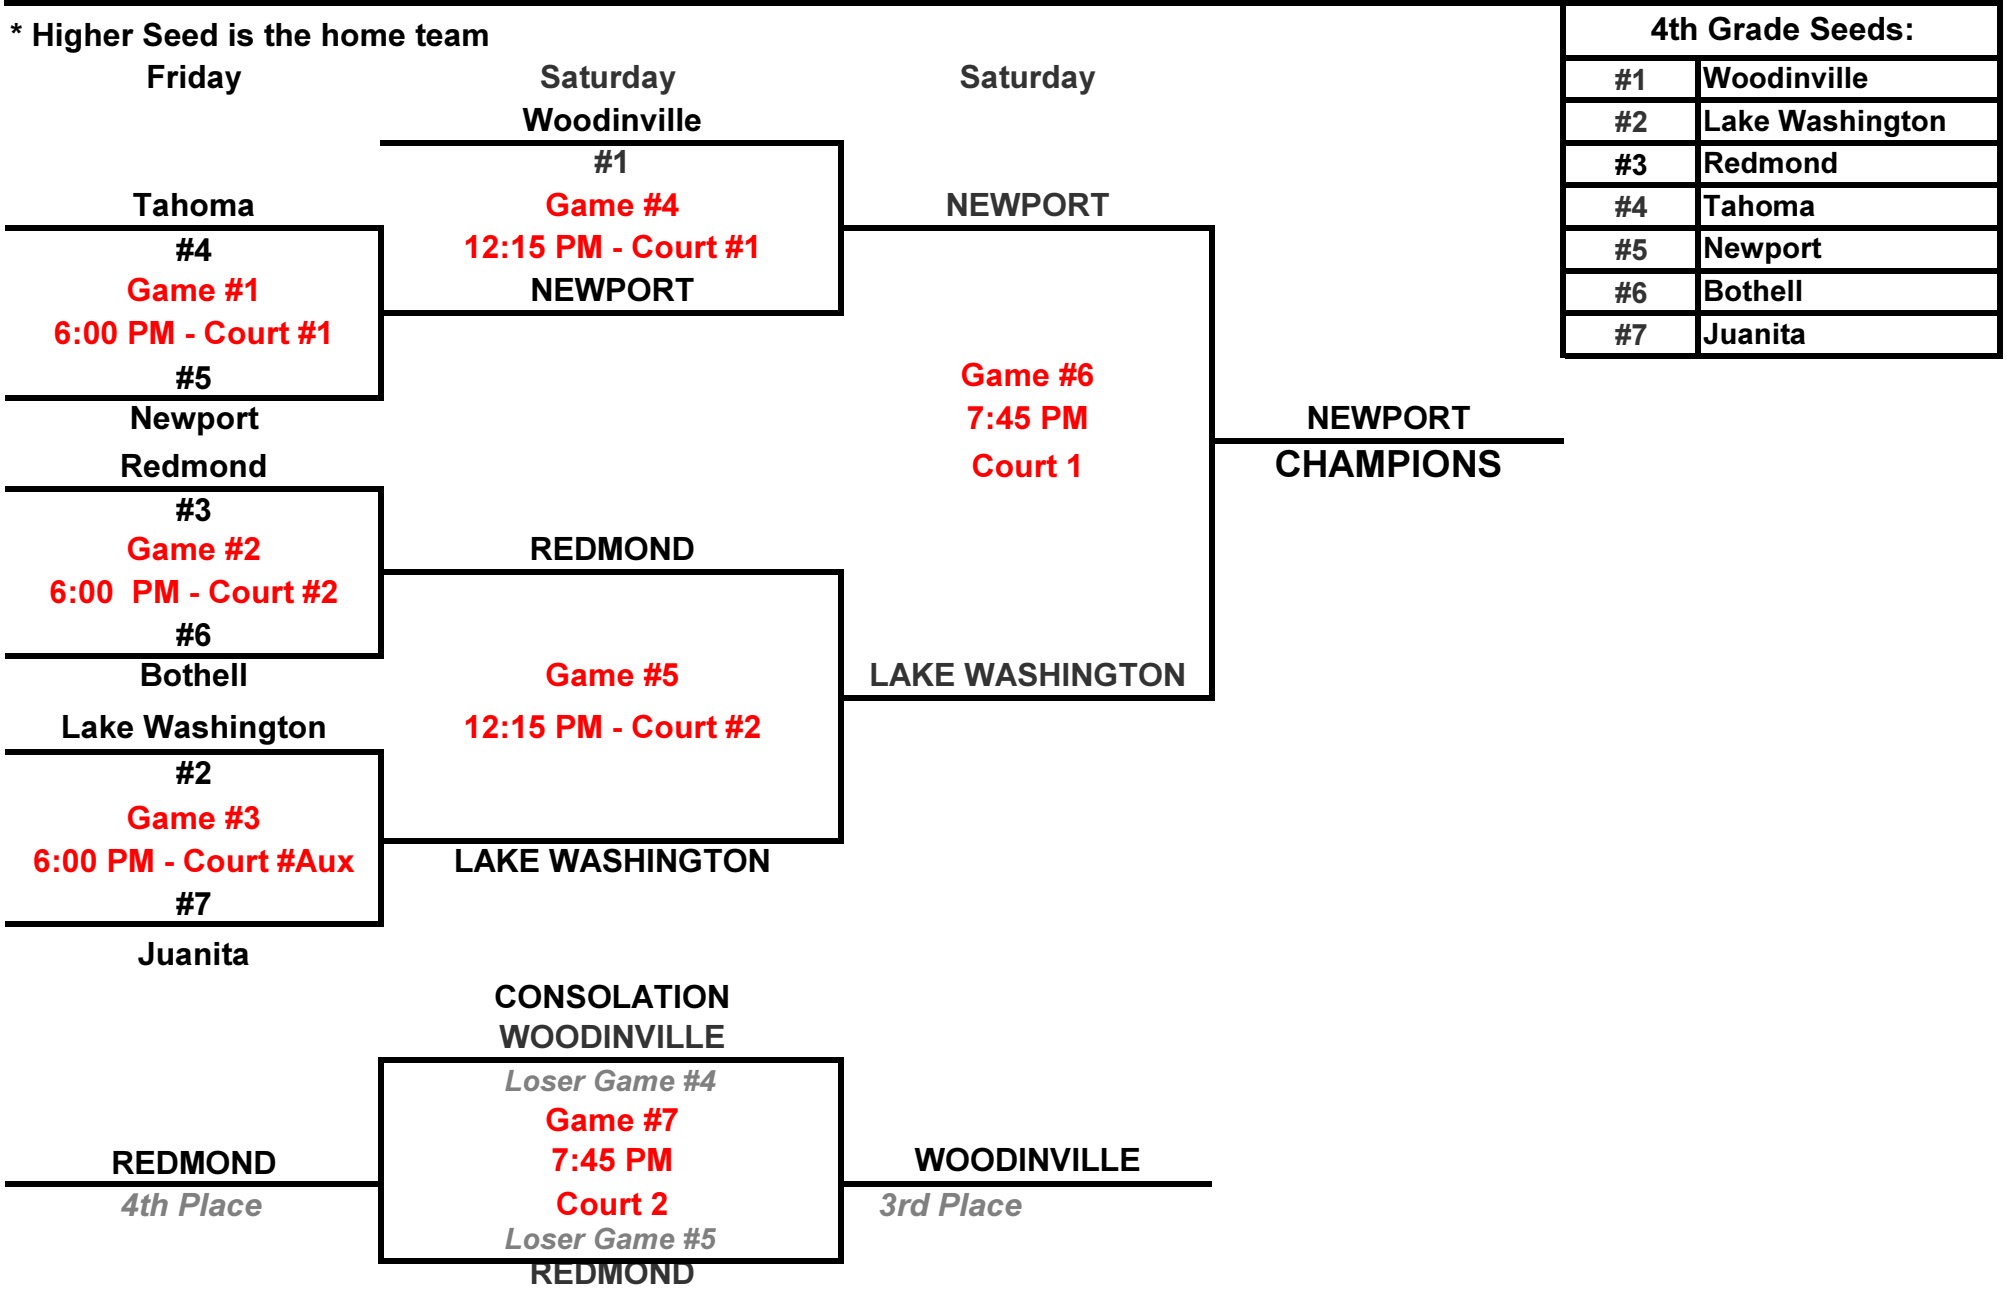 * Higher Seed is the home team
4th Grade Seeds:
Friday
Saturday
Saturday
#1 Woodinville
#2 Lake Washington
#3 Redmond
#4 Tahoma
#5 Newport
#6 Bothell
#7 Juanita
Tahoma
#4
Game #1
6:00 PM - Court #1
#5
Newport
Redmond
#3
Game #2
6:00  PM - Court #2
#6
Bothell
Lake Washington
#2
Game #3
6:00 PM - Court #Aux
#7
Juanita
Woodinville
#1
Game #4
12:15 PM - Court #1
NEWPORT
REDMOND
Game #5
12:15 PM - Court #2
LAKE WASHINGTON
NEWPORT
Game #6
7:45 PM
Court 1
LAKE WASHINGTON
NEWPORT
CHAMPIONS
CONSOLATION
WOODINVILLE
Loser Game #4
Game #7
7:45 PM
Court 2
Loser Game #5
REDMOND
REDMOND
4th Place
WOODINVILLE
3rd Place